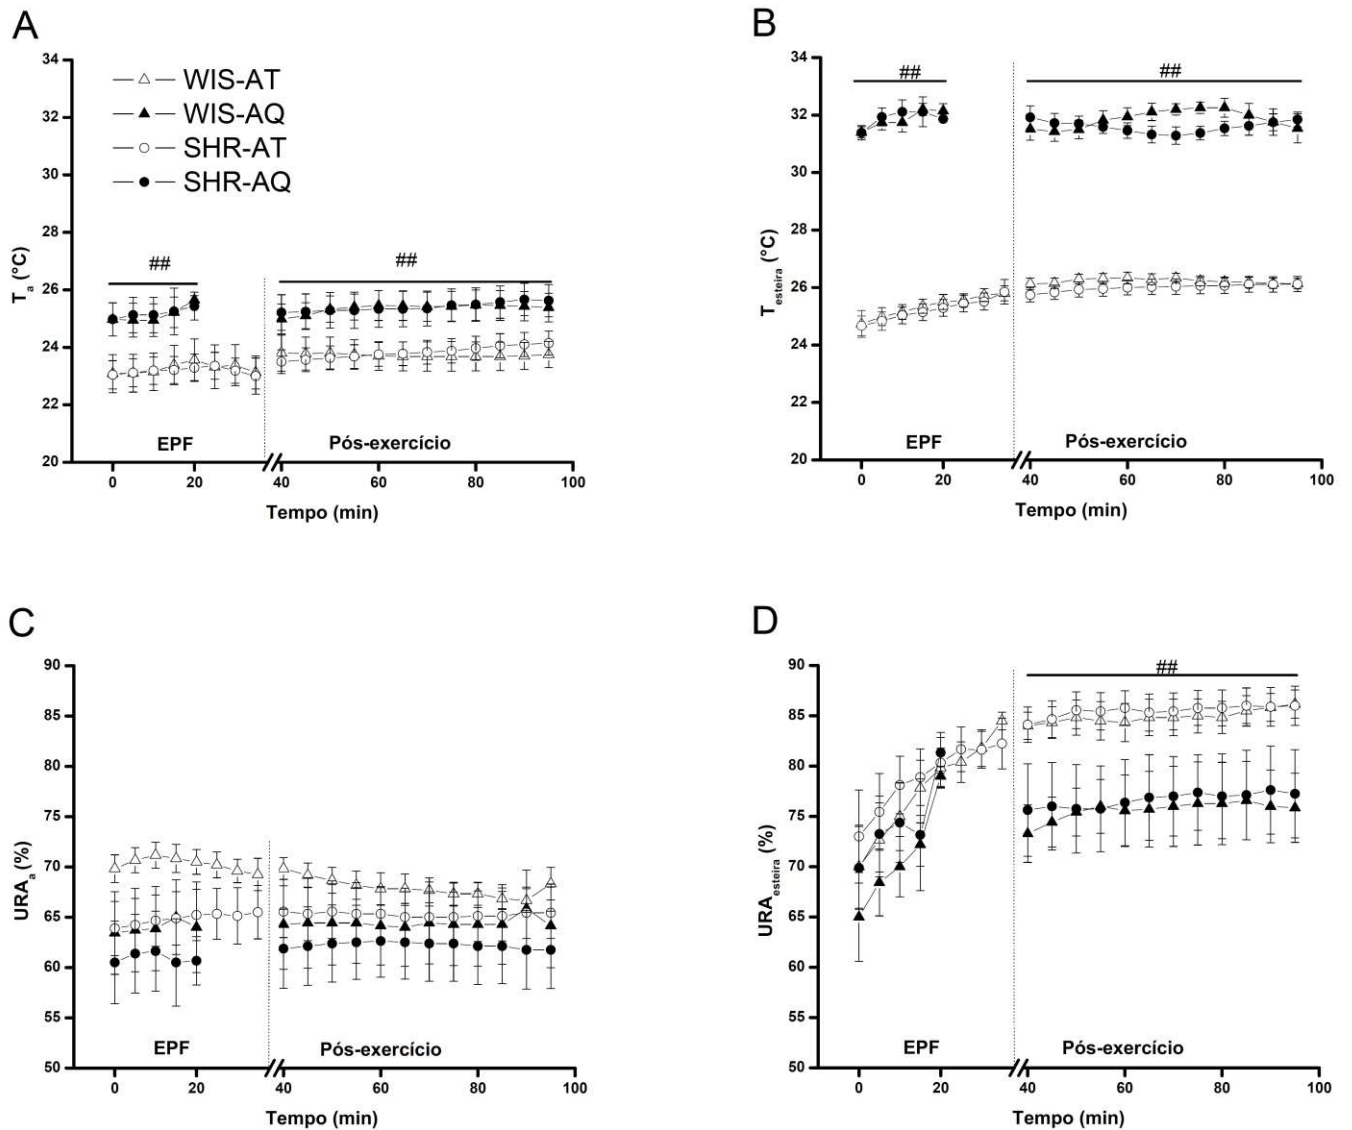 A
34
32
30
28
26
24
22
20
T a (°C)
WIS-AT
WIS-AQ
SHR-AT
SHR-AQ
##
##
EPF
Pós-exercício
0 20 40 60 80 100
Tempo (min)
B
34
32
30
28
26
24
22
20
T esteira (°C)
##
##
EPF
Pós-exercício
0 20 40 60 80 100
Tempo (min)
C
90
85
80
75
70
65
60
55
50
URA a (%)
EPF
Pós-exercício
0 20 40 60 80 100
Tempo (min)
D
90
85
80
75
70
65
60
55
50
URA esteira (%)
##
EPF
Pós-exercício
0 20 40 60 80 100
Tempo (min)